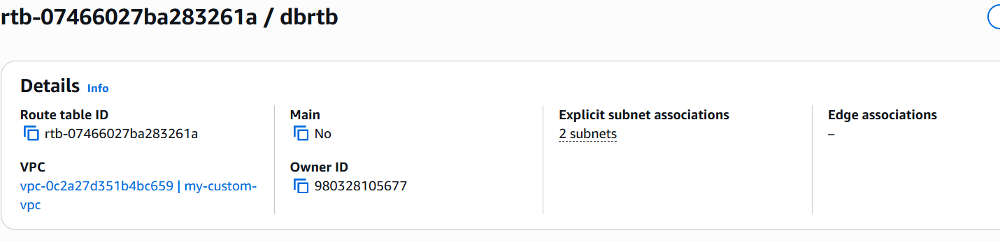 rtb-07466027ba283261a / dbrtb
Details Info
Route table ID
rtb-07466027ba283261a
Main
No
Explicit subnet associations
2 subnets
Edge associations
–
VPC
vpc-0c2a27d351b4bc659 | my-custom-
vpc
Owner ID
980328105677